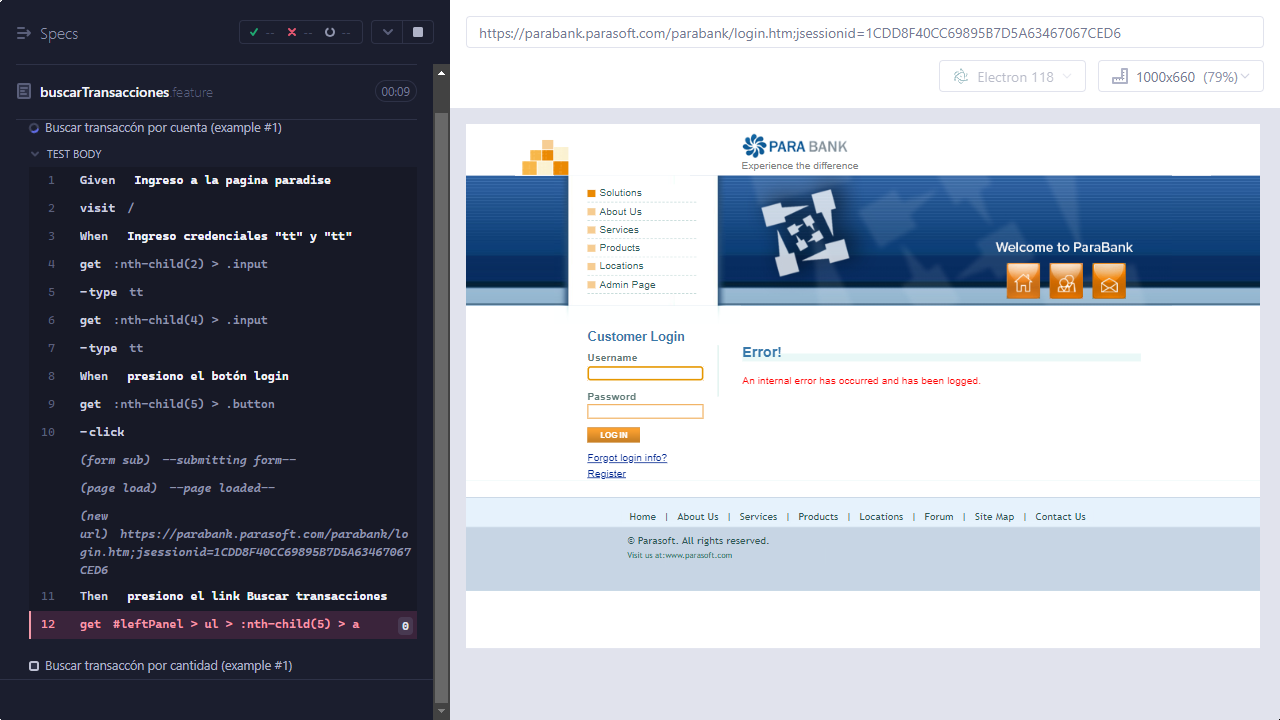 Specs
-- -- --
buscarTransacciones feature
00:09
Buscar transaccón por cuenta (example #1)
TEST BODY
1 Given Ingreso a la pagina paradise
2 visit /
3 When Ingreso credenciales "tt" y "tt"
4 get :nth-child(2) > .input
5 -type tt
6 get :nth-child(4) > .input
7 -type tt
8 When presiono el botón login
9 get :nth-child(5) > .button
10 -click
(form sub) --submitting form--
(page load) --page loaded--
(new
url) https://parabank.parasoft.com/parabank/lo
gin.htm;jsessionid=1CDD8F40CC69895B7D5A63467067
CED6
11 Then presiono el link Buscar transacciones
12 get #leftPanel > ul > :nth-child(5) > a 0
Buscar transaccón por cantidad (example #1)
https://parabank.parasoft.com/parabank/login.htm;jsessionid=1CDD8F40CC69895B7D5A63467067CED6
Electron 118
1000x660 (79%)
PARA BANK
Experience the difference
Solutions
About Us
Services
Products
Locations
Admin Page
Welcome to ParaBank
Customer Login
Username
Password
LOG IN
Forgot login info?
Register
Error!
An internal error has occurred and has been logged.
Home | About Us | Services | Products | Locations | Forum | Site Map | Contact Us
© Parasoft. All rights reserved.
Visit us at:www.parasoft.com